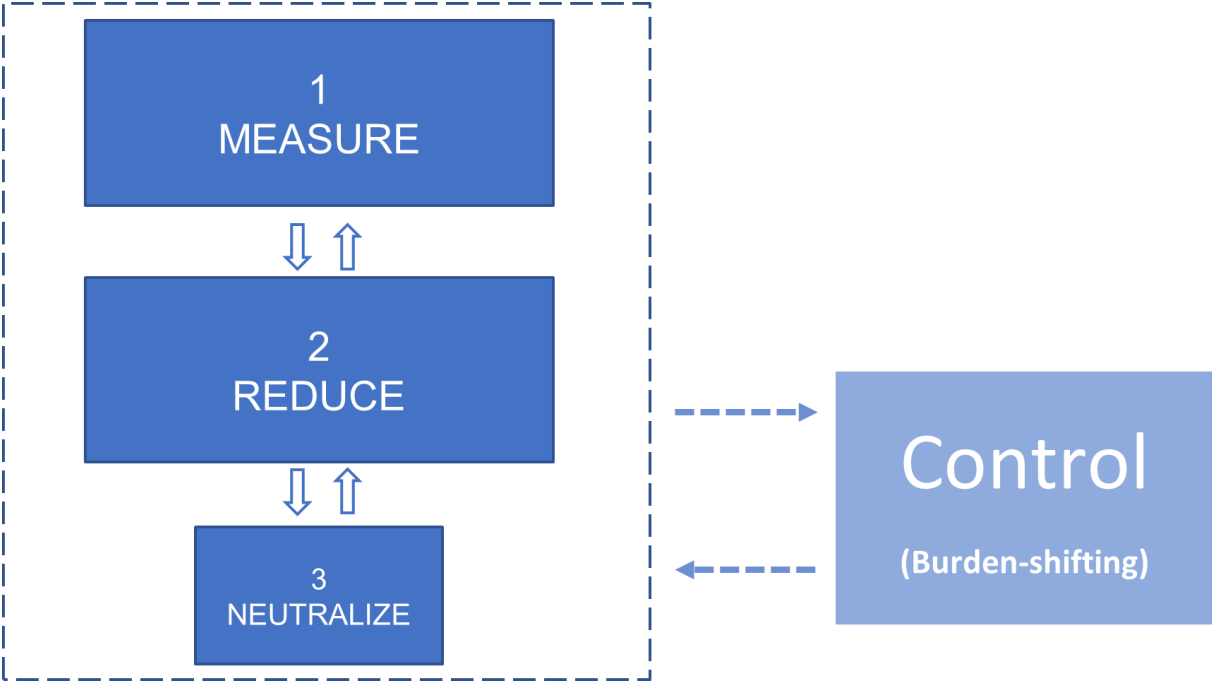 1
MEASURE
2
REDUCE
3
NEUTRALIZE
Control
(Burden-shifting)